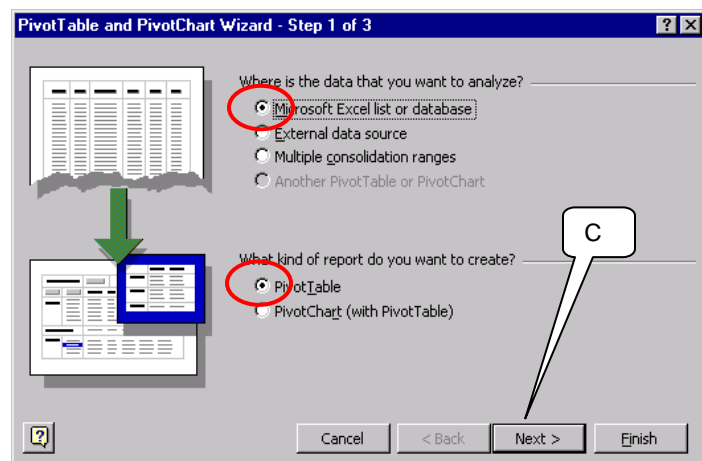 PivotTable and PivotChart Wizard - Step 1 of 3
Where is the data that you want to analyze?
Microsoft Excel list or database
External data source
Multiple consolidation ranges
Another PivotTable or PivotChart
C
What kind of report do you want to create?
PivotTable
PivotChart (with PivotTable)
Cancel
< Back
Next >
Finish